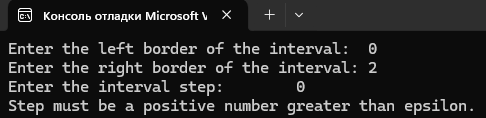 Консоль отладки Microsoft V
Enter the left border of the interval:  0
Enter the right border of the interval: 2
Enter the interval step:        0
Step must be a positive number greater than epsilon.